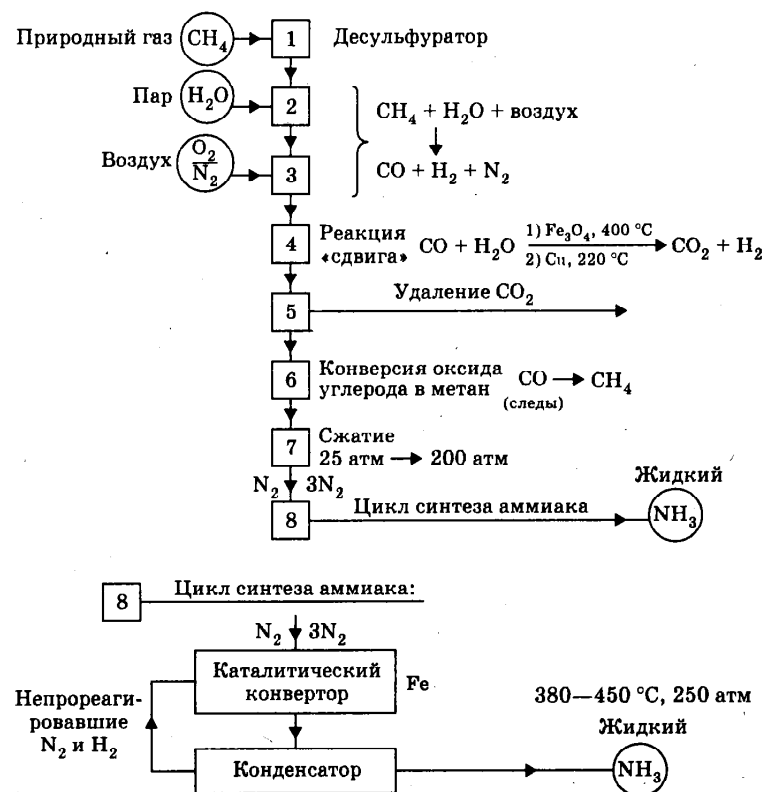 Природный газ CH₄ 1 Десульфуратор
Пар H₂O 2
CH₄ + H₂O + воздух
Воздух O₂/N₂ 3
CO + H₂ + N₂
4 Реакция «сдвига» CO + H₂O 1) Fe₃O₄, 400 °C 2) Cu, 220 °C CO₂ + H₂
5 Удаление CO₂
6 Конверсия оксида
углерода в метан CO CH₄
(следы)
7 Сжатие
25 атм 200 атм
N₂ 3N₂
Жидкий
8 Цикл синтеза аммиака NH₃
8 Цикл синтеза аммиака:
N₂ 3N₂
Каталитический
конвертор Fe
Непрореаги-
ровавшие
N₂ и H₂
380—450 °C, 250 атм
Жидкий
Конденсатор NH₃